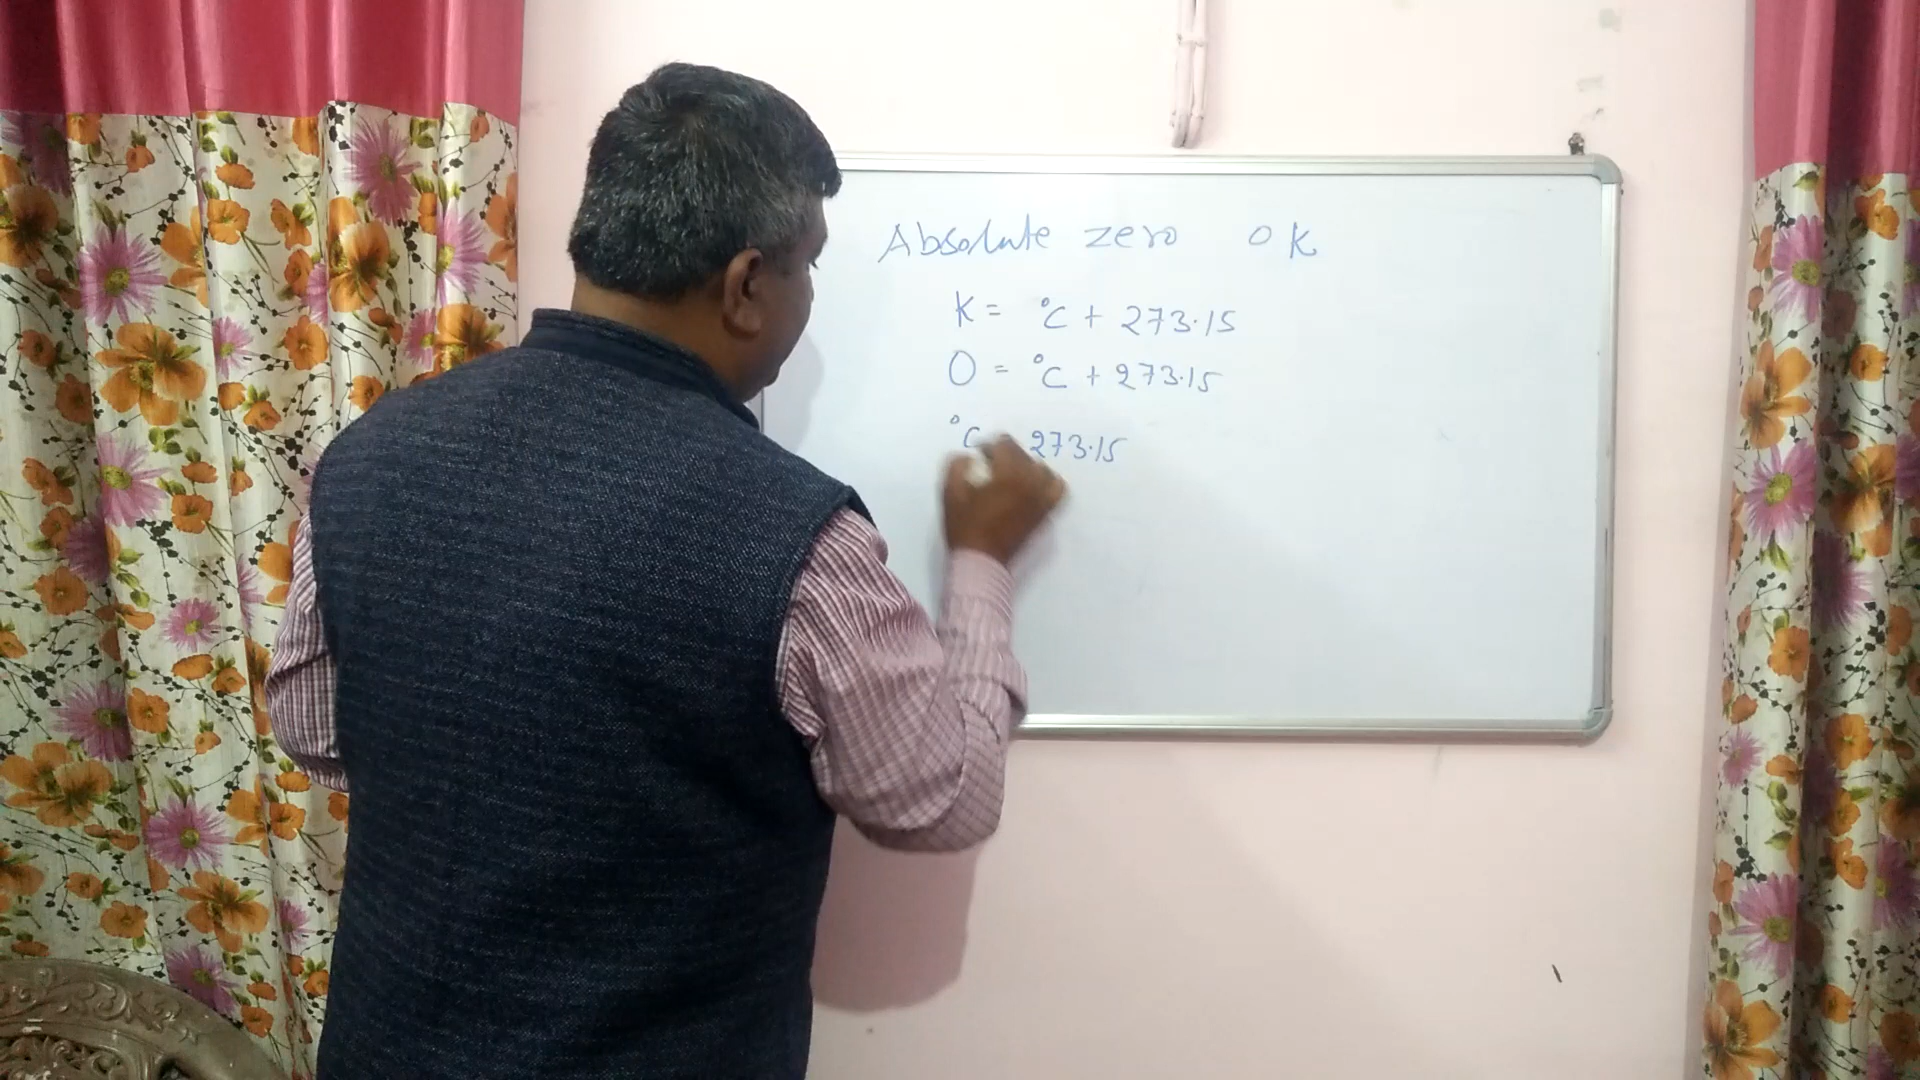 Absolute zero 0 K
K = °C + 273.15
0 = °C + 273.15
°C 273.15